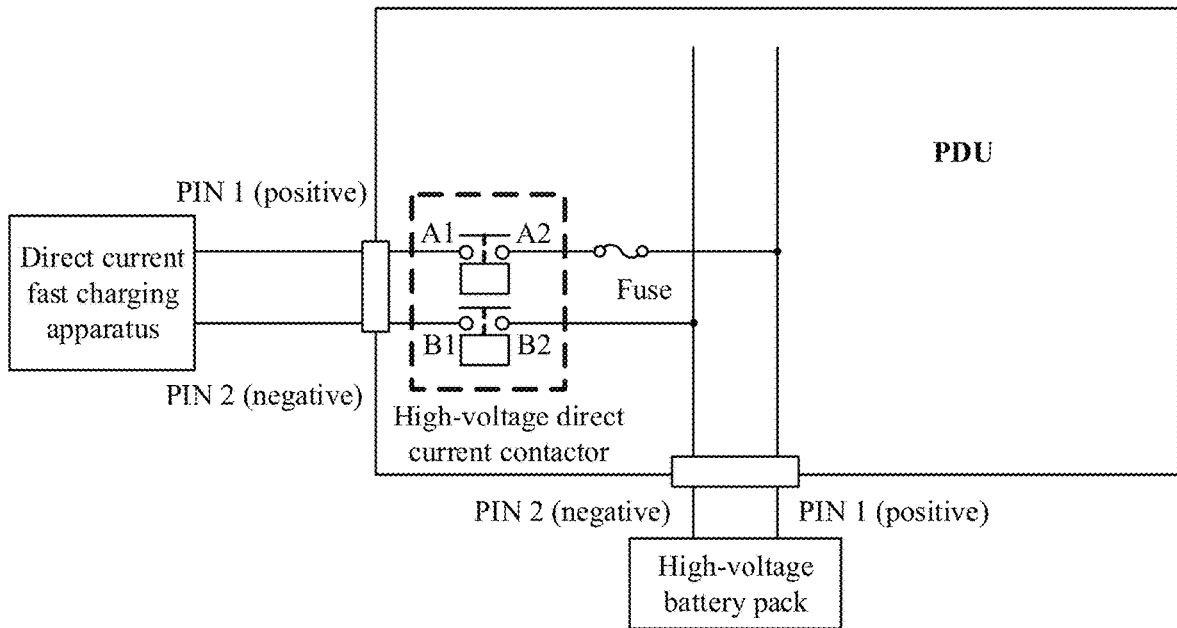 PDU
PIN 1 (positive)
A1
A2
Direct current
fast charging
apparatus
Fuse
B1
B2
PIN 2 (negative)
High-voltage direct
current contactor
PIN 2 (negative)
PIN 1 (positive)
High-voltage
battery pack